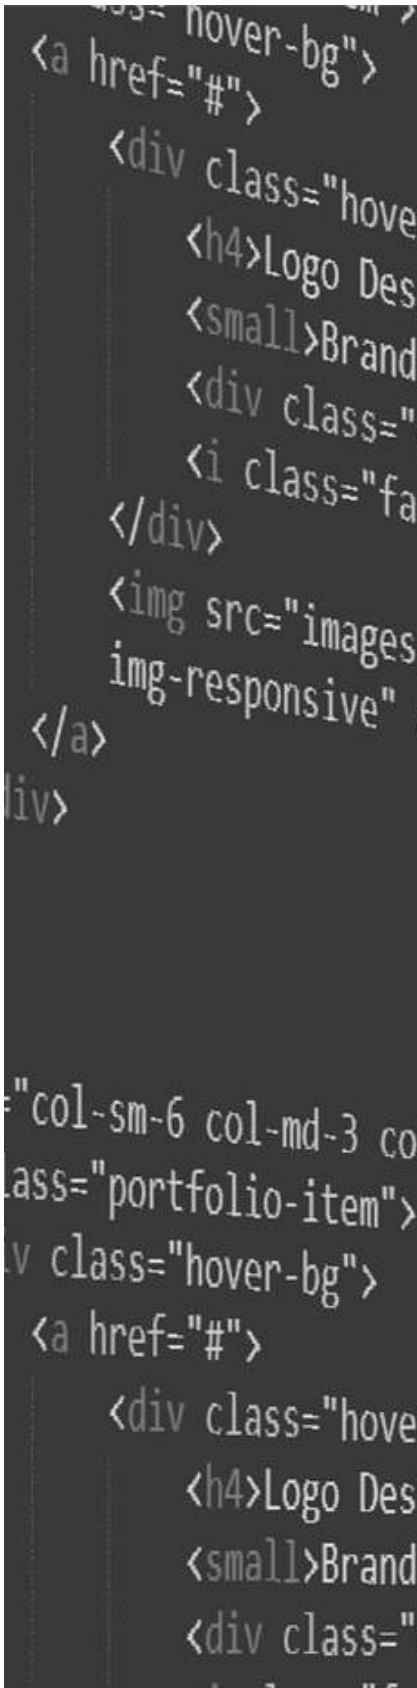 hover-bg">
<a href="#">
<div class="hove
<h4>Logo Des
<small>Brand
<div class="
<i class="fa
</div>
<img src="images
img-responsive"
</a>
div>
="col-sm-6 col-md-3 co
lass="portfolio-item">
iv class="hover-bg">
<a href="#">
<div class="hove
<h4>Logo Des
<small>Brand
<div class="